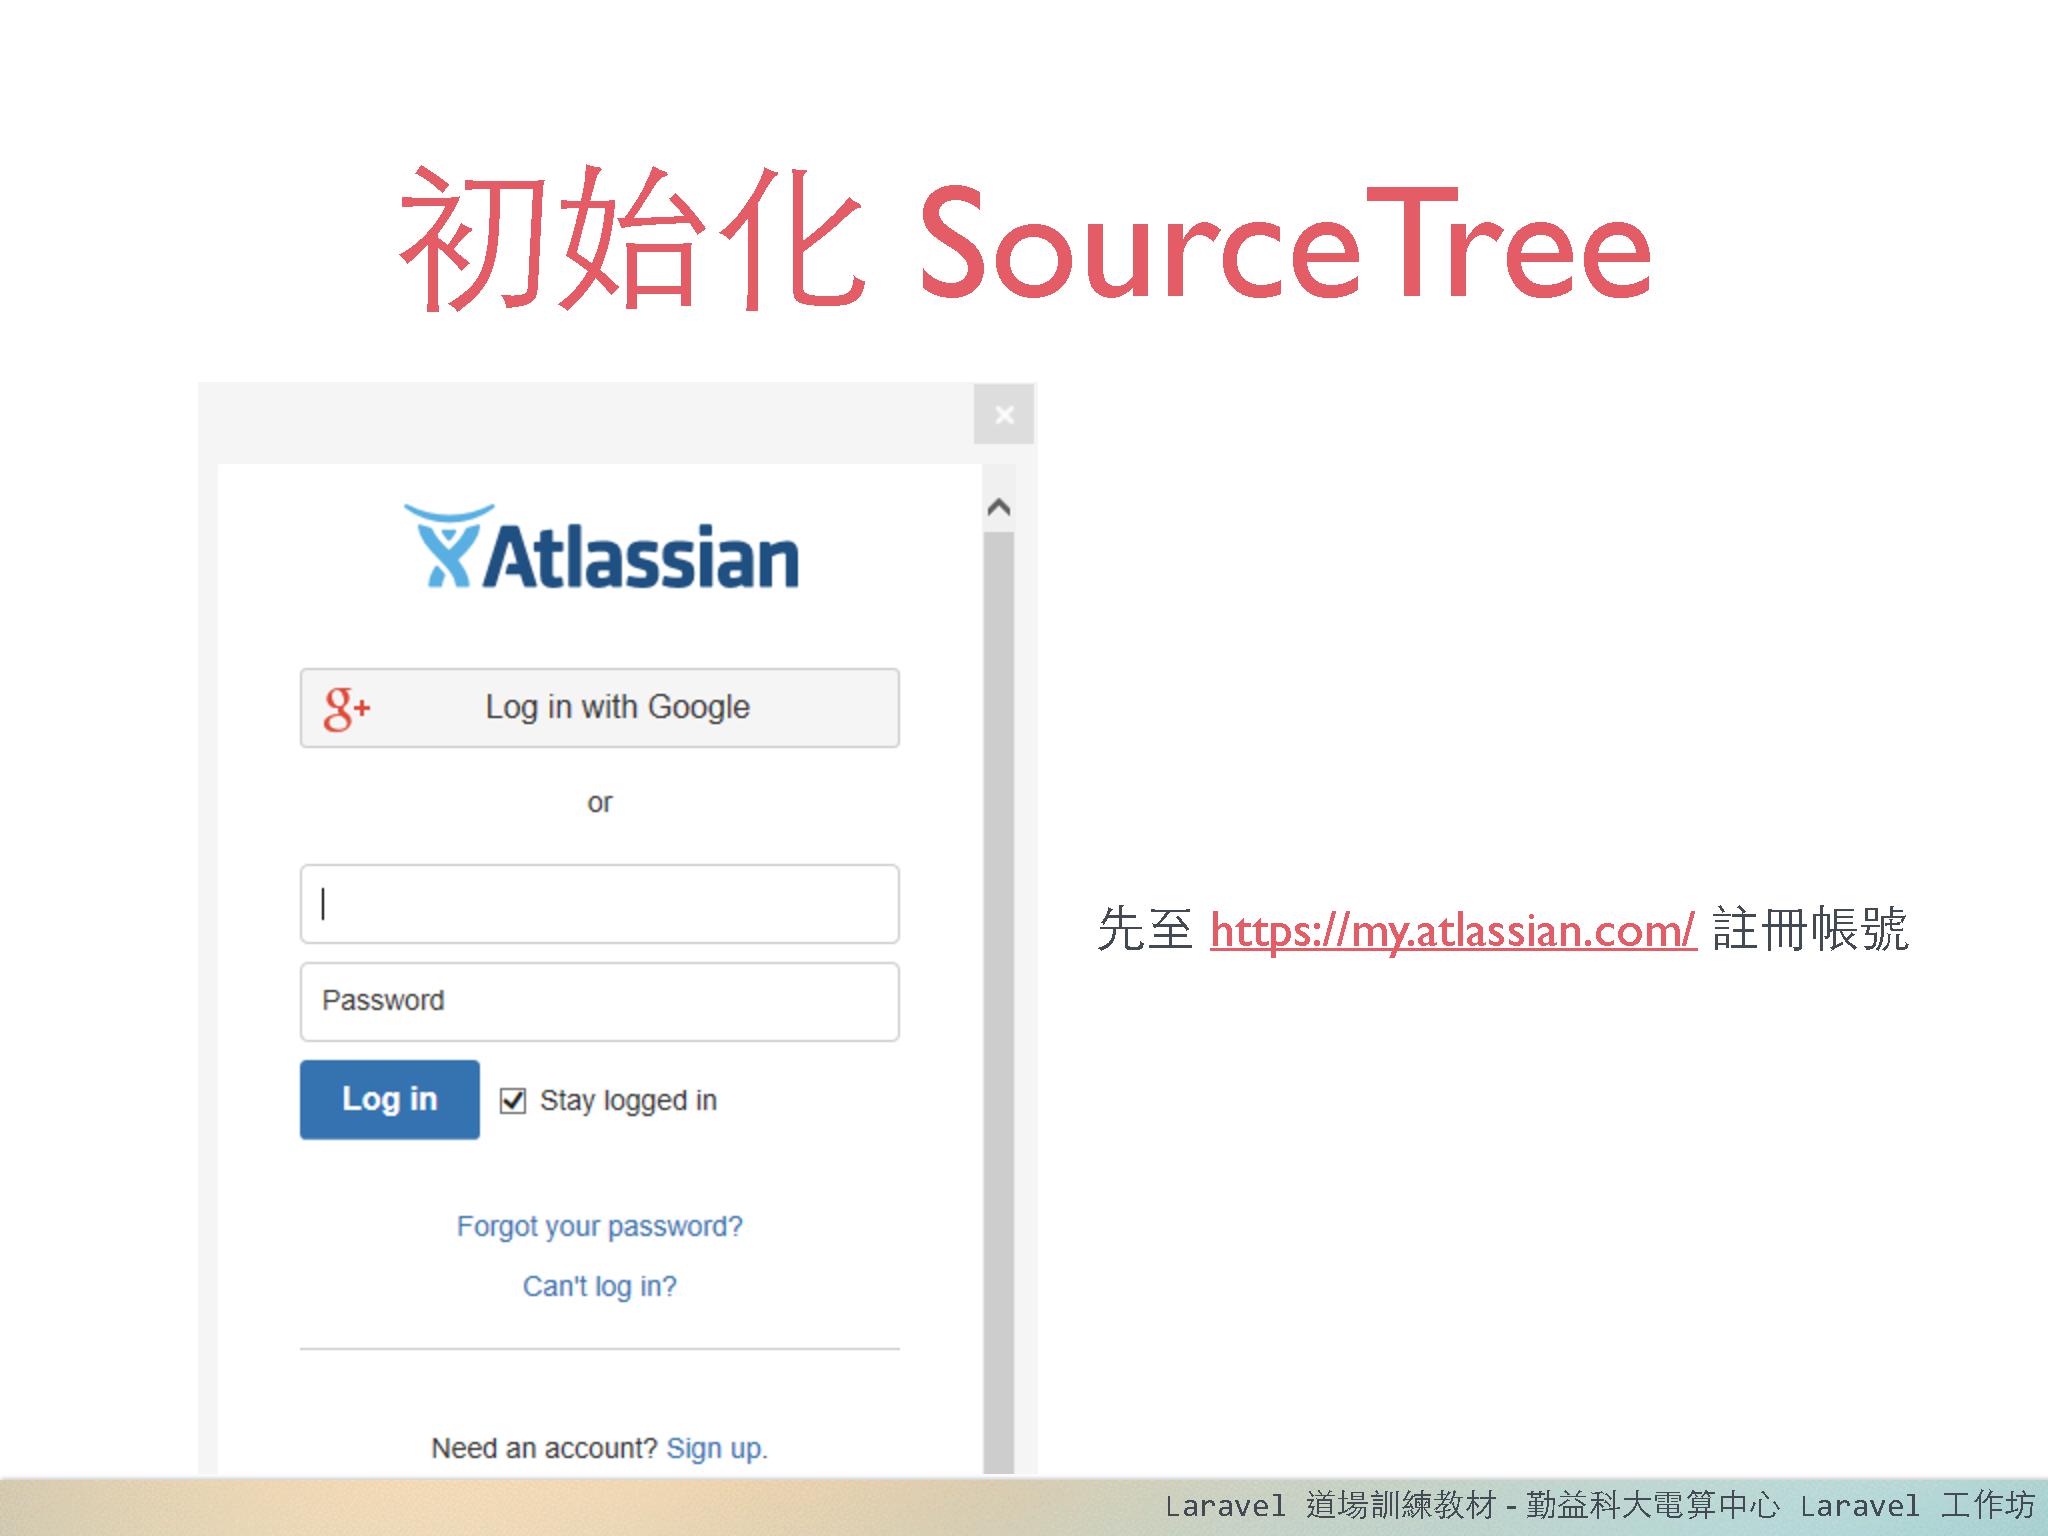 初始化 SourceTree
Atlassian
g+ Log in with Google
or
Password
Log in Stay logged in
Forgot your password?
Can't log in?
Need an account? Sign up.
先至 https://my.atlassian.com/ 註冊帳號
Laravel 道場訓練教材 - 勤益科大電算中心 Laravel 工作坊